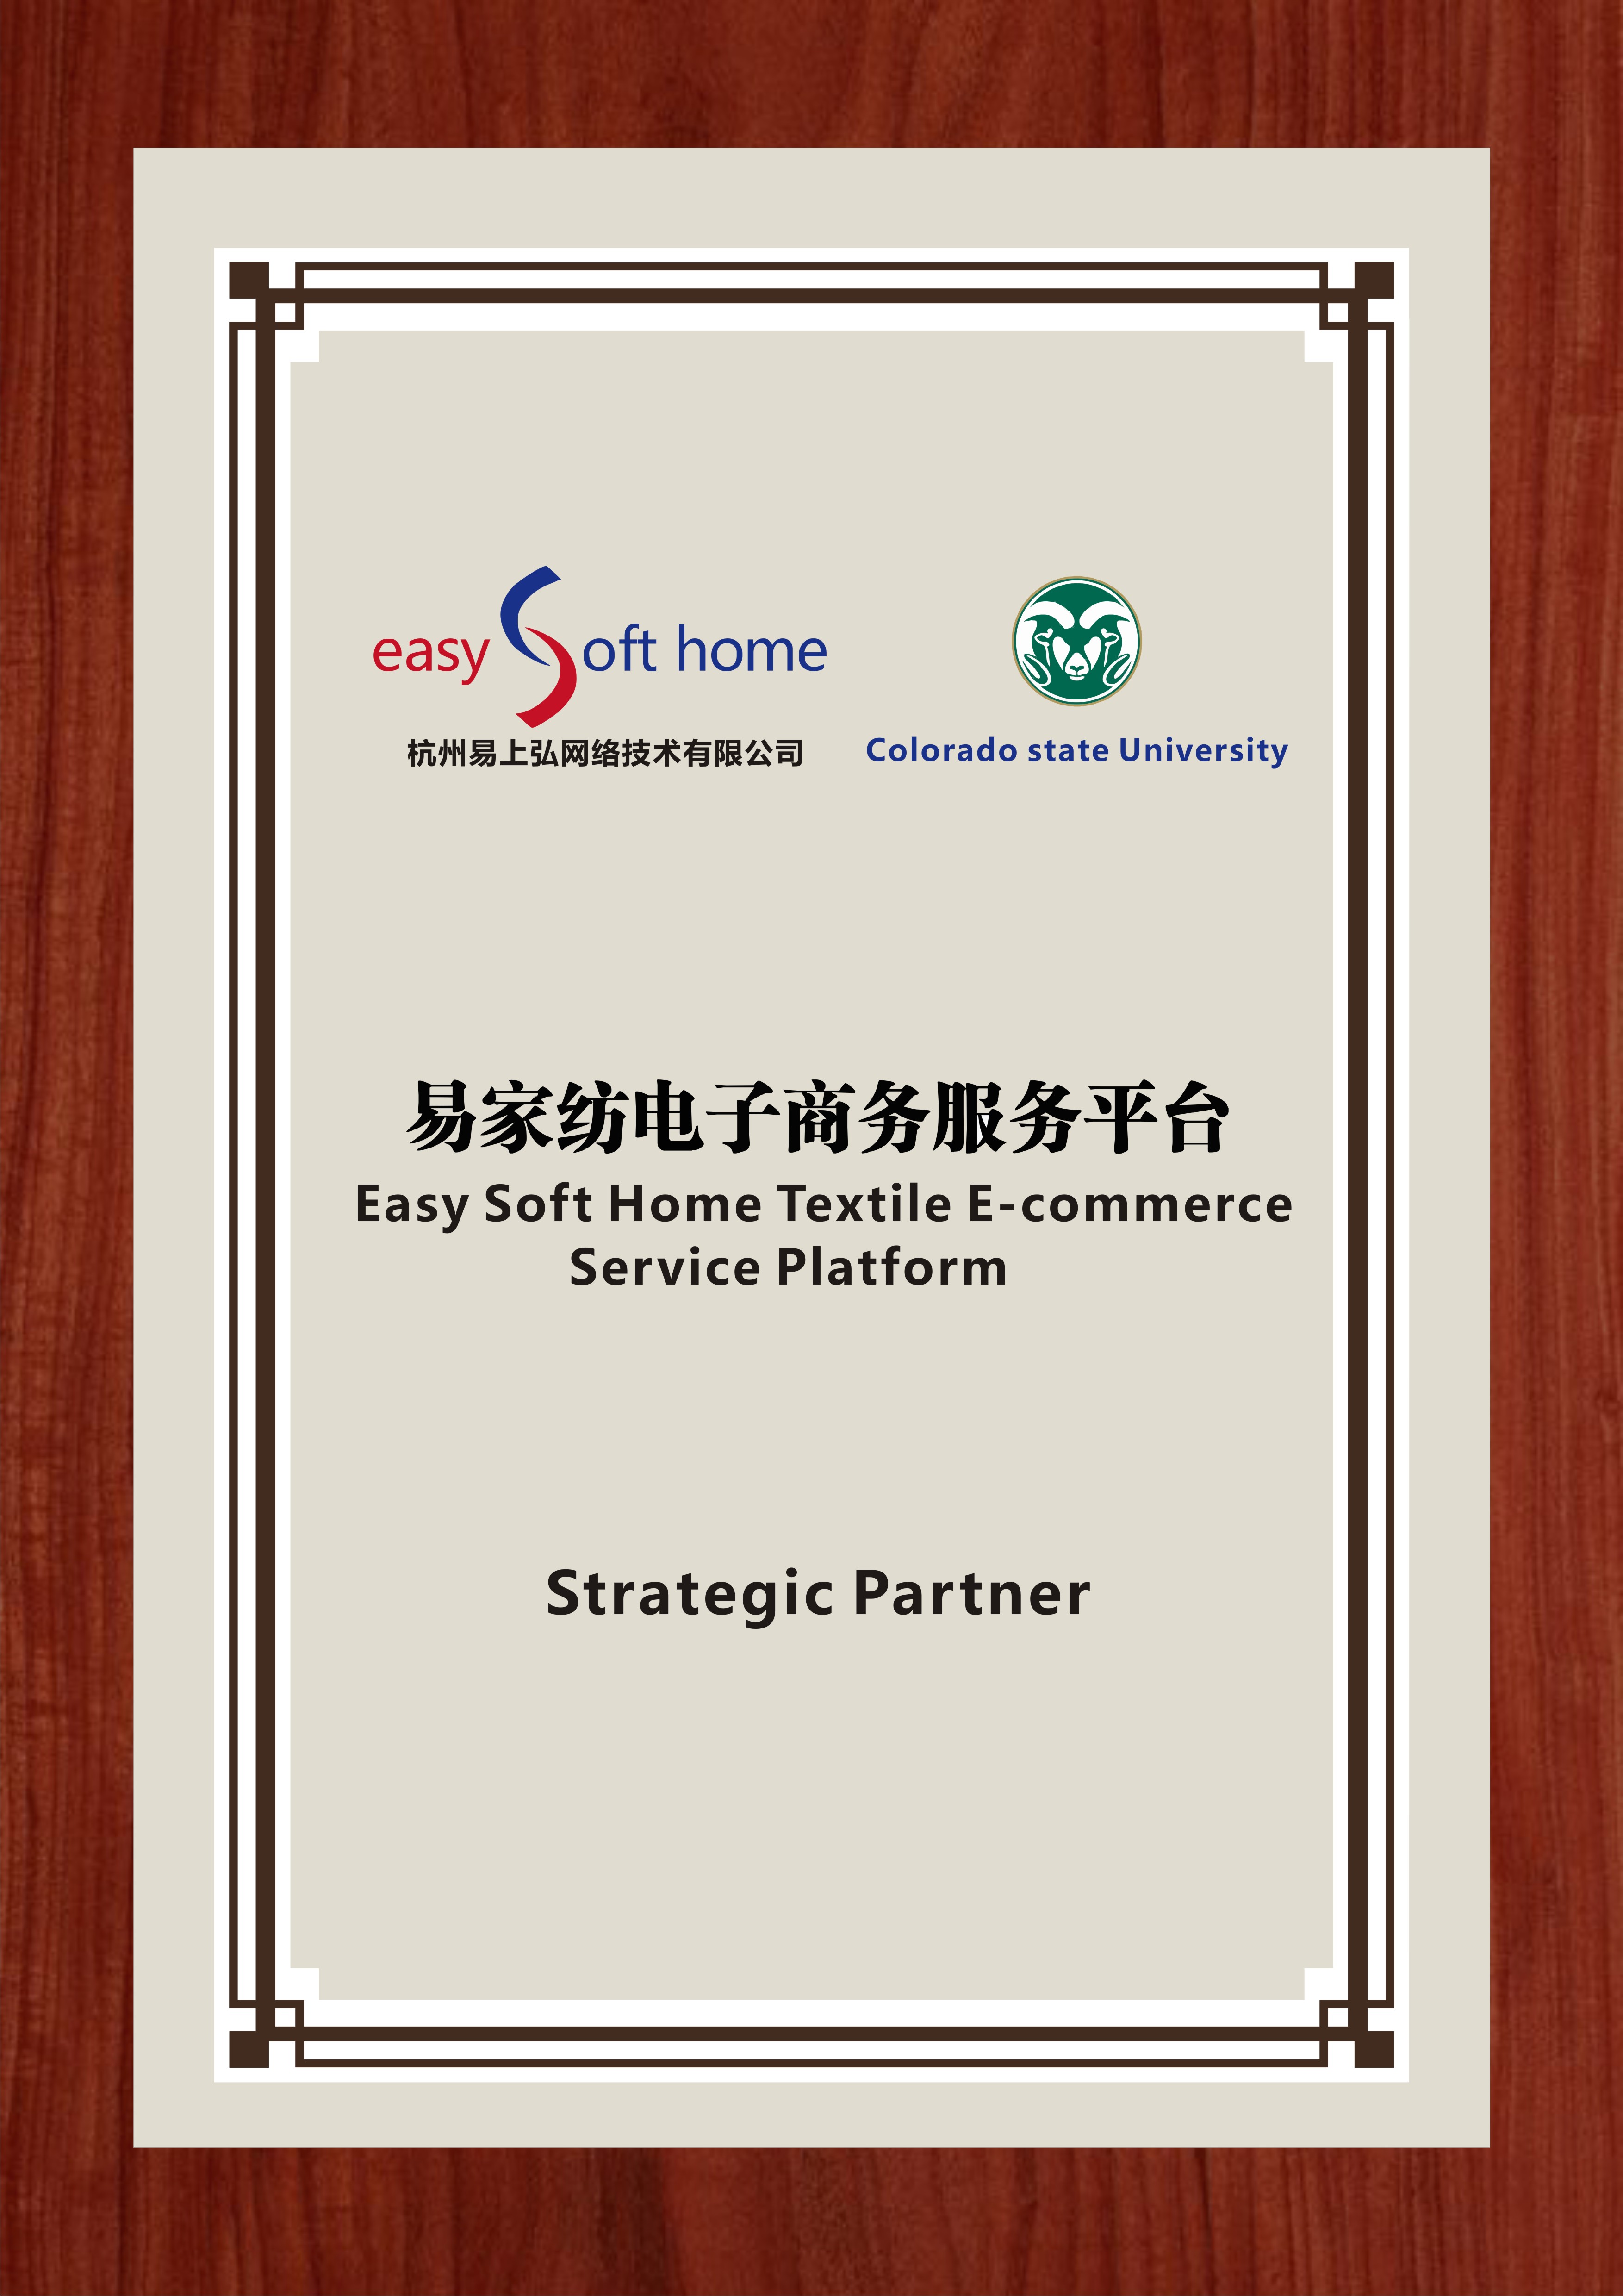 easy Soft home
杭州易上弘网络技术有限公司
Colorado state University
易家纺电子商务服务平台
Easy Soft Home Textile E-commerce
Service Platform
Strategic Partner